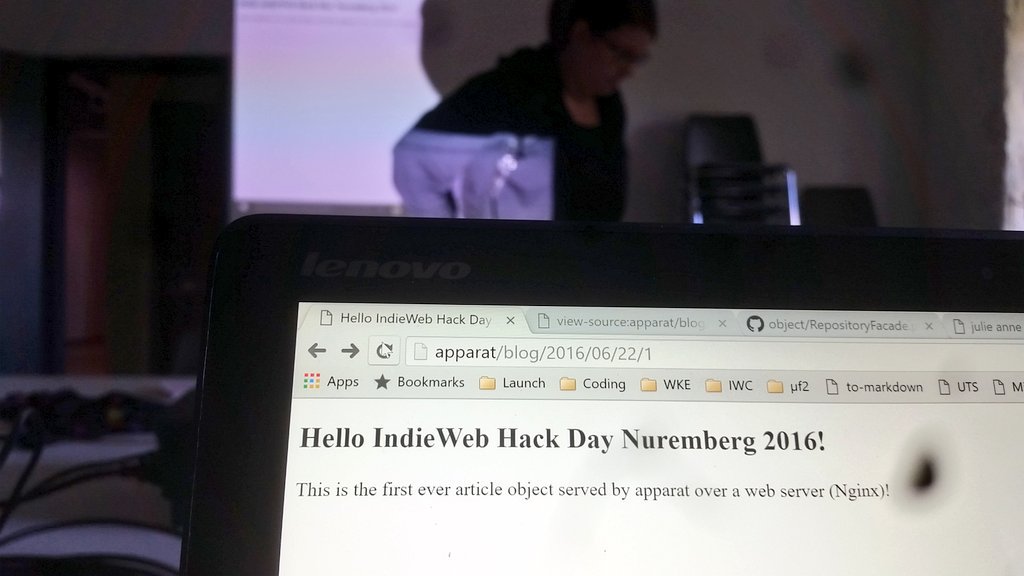 lenovo
Hello IndieWeb Hack Day
view-source:apparat/blog
object/RepositoryFacade.
julie anne
apparat/blog/2016/06/22/1
Apps Bookmarks Launch Coding WKE IWC µf2 to-markdown UTS M
Hello IndieWeb Hack Day Nuremberg 2016!
This is the first ever article object served by apparat over a web server (Nginx)!